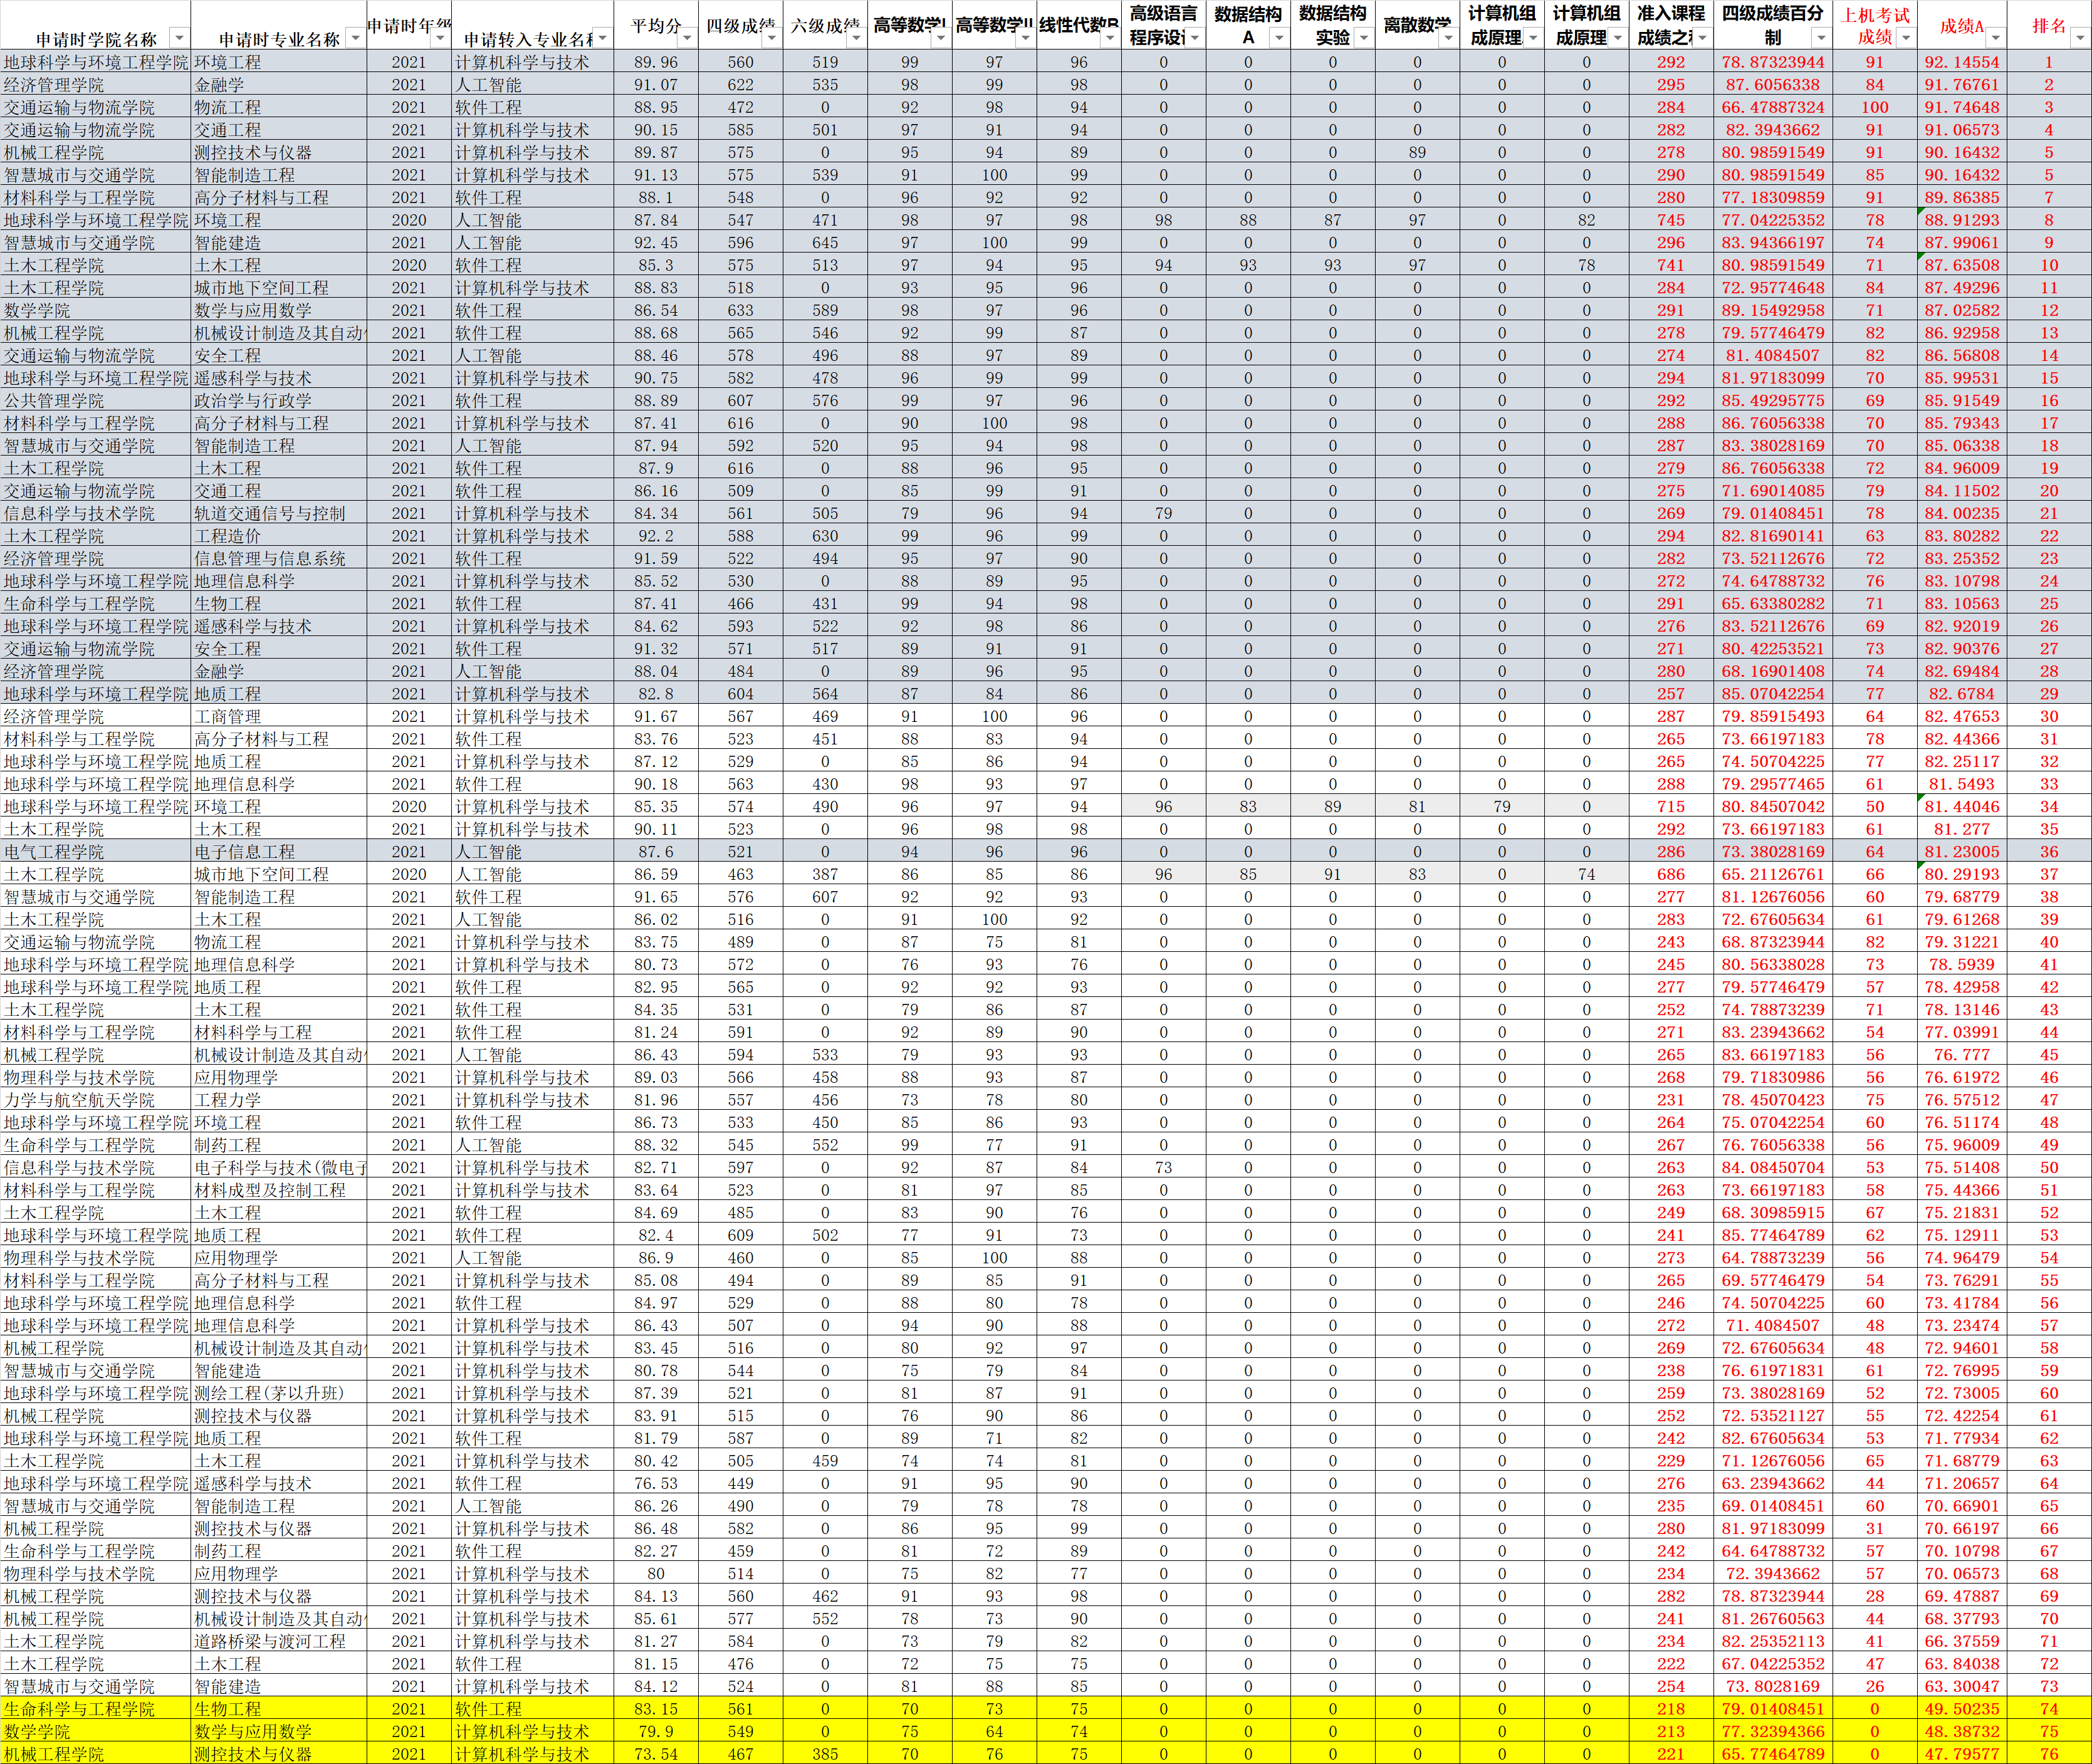 申请时学院名称 申请时专业名称 申请时年级 申请转入专业名称 平均分 四级成绩 六级成绩 高等数学I 高等数学II 线性代数B 高级语言程序设计 数据结构A 数据结构实验 离散数学 计算机组成原理 计算机组成原理 准入课程成绩之和 四级成绩百分制 上机考试成绩 成绩A 排名
地球科学与环境工程学院 环境工程 2021 计算机科学与技术 89.96 560 519 99 97 96 0 0 0 0 0 0 292 78.87323944 91 92.14554 1
经济管理学院 金融学 2021 人工智能 91.07 622 535 98 99 98 0 0 0 0 0 0 295 87.6056338 84 91.76761 2
交通运输与物流学院 物流工程 2021 软件工程 88.95 472 0 92 98 94 0 0 0 0 0 0 284 66.47887324 100 91.74648 3
交通运输与物流学院 交通工程 2021 计算机科学与技术 90.15 585 501 97 91 94 0 0 0 0 0 0 282 82.3943662 91 91.06573 4
机械工程学院 测控技术与仪器 2021 计算机科学与技术 89.87 575 0 95 94 89 0 0 0 89 0 0 278 80.98591549 91 90.16432 5
智慧城市与交通学院 智能制造工程 2021 计算机科学与技术 91.13 575 539 91 100 99 0 0 0 0 0 0 290 80.98591549 85 90.16432 5
材料科学与工程学院 高分子材料与工程 2021 软件工程 88.1 548 0 96 92 92 0 0 0 0 0 0 280 77.18309859 91 89.86385 7
地球科学与环境工程学院 环境工程 2020 人工智能 87.84 547 471 98 97 98 98 88 87 97 0 82 745 77.04225352 78 88.91293 8
智慧城市与交通学院 智能建造 2021 人工智能 92.45 596 645 97 100 99 0 0 0 0 0 0 296 83.94366197 74 87.99061 9
土木工程学院 土木工程 2020 软件工程 85.3 575 513 97 94 95 94 93 93 97 0 78 741 80.98591549 71 87.63508 10
土木工程学院 城市地下空间工程 2021 计算机科学与技术 88.83 518 0 93 95 96 0 0 0 0 0 0 284 72.95774648 84 87.49296 11
数学学院 数学与应用数学 2021 软件工程 86.54 633 589 98 97 96 0 0 0 0 0 0 291 89.15492958 71 87.02582 12
机械工程学院 机械设计制造及其自动 2021 软件工程 88.68 565 546 92 99 87 0 0 0 0 0 0 278 79.57746479 82 86.92958 13
交通运输与物流学院 安全工程 2021 人工智能 88.46 578 496 88 97 89 0 0 0 0 0 0 274 81.4084507 82 86.56808 14
地球科学与环境工程学院 遥感科学与技术 2021 计算机科学与技术 90.75 582 478 96 99 99 0 0 0 0 0 0 294 81.97183099 70 85.99531 15
公共管理学院 政治学与行政学 2021 软件工程 88.89 607 576 99 97 96 0 0 0 0 0 0 292 85.49295775 69 85.91549 16
材料科学与工程学院 高分子材料与工程 2021 计算机科学与技术 87.41 616 0 90 100 98 0 0 0 0 0 0 288 86.76056338 70 85.79343 17
智慧城市与交通学院 智能制造工程 2021 人工智能 87.94 592 520 95 94 98 0 0 0 0 0 0 287 83.38028169 70 85.06338 18
土木工程学院 土木工程 2021 软件工程 87.9 616 0 88 96 95 0 0 0 0 0 0 279 86.76056338 72 84.96009 19
交通运输与物流学院 交通工程 2021 软件工程 86.16 509 0 85 99 91 0 0 0 0 0 0 275 71.69014085 79 84.11502 20
信息科学与技术学院 轨道交通信号与控制 2021 计算机科学与技术 84.34 561 505 79 96 94 79 0 0 0 0 0 269 79.01408451 78 84.00235 21
土木工程学院 工程造价 2021 计算机科学与技术 92.2 588 630 99 96 99 0 0 0 0 0 0 294 82.81690141 63 83.80282 22
经济管理学院 信息管理与信息系统 2021 软件工程 91.59 522 494 95 97 90 0 0 0 0 0 0 282 73.52112676 72 83.25352 23
地球科学与环境工程学院 地理信息科学 2021 计算机科学与技术 85.52 530 0 88 89 95 0 0 0 0 0 0 272 74.64788732 76 83.10798 24
生命科学与工程学院 生物工程 2021 软件工程 87.41 466 431 99 94 98 0 0 0 0 0 0 291 65.63380282 71 83.10563 25
地球科学与环境工程学院 遥感科学与技术 2021 计算机科学与技术 84.62 593 522 92 98 86 0 0 0 0 0 0 276 83.52112676 69 82.92019 26
交通运输与物流学院 安全工程 2021 软件工程 91.32 571 517 89 91 91 0 0 0 0 0 0 271 80.42253521 73 82.90376 27
经济管理学院 金融学 2021 人工智能 88.04 484 0 89 96 95 0 0 0 0 0 0 280 68.16901408 74 82.69484 28
地球科学与环境工程学院 地质工程 2021 计算机科学与技术 82.8 604 564 87 84 86 0 0 0 0 0 0 257 85.07042254 77 82.6784 29
经济管理学院 工商管理 2021 计算机科学与技术 91.67 567 469 91 100 96 0 0 0 0 0 0 287 79.85915493 64 82.47653 30
材料科学与工程学院 高分子材料与工程 2021 软件工程 83.76 523 451 88 83 94 0 0 0 0 0 0 265 73.66197183 78 82.44366 31
地球科学与环境工程学院 地质工程 2021 计算机科学与技术 87.12 529 0 85 86 94 0 0 0 0 0 0 265 74.50704225 77 82.25117 32
地球科学与环境工程学院 地理信息科学 2021 软件工程 90.18 563 430 98 93 97 0 0 0 0 0 0 288 79.29577465 61 81.5493 33
地球科学与环境工程学院 环境工程 2020 计算机科学与技术 85.35 574 490 96 97 94 96 83 89 81 79 0 715 80.84507042 50 81.44046 34
土木工程学院 土木工程 2021 计算机科学与技术 90.11 523 0 96 98 98 0 0 0 0 0 0 292 73.66197183 61 81.277 35
电气工程学院 电子信息工程 2021 人工智能 87.6 521 0 94 96 96 0 0 0 0 0 0 286 73.38028169 64 81.23005 36
土木工程学院 城市地下空间工程 2020 人工智能 86.59 463 387 86 85 86 96 85 91 83 0 74 686 65.21126761 66 80.29193 37
智慧城市与交通学院 智能制造工程 2021 软件工程 91.65 576 607 92 92 93 0 0 0 0 0 0 277 81.12676056 60 79.68779 38
土木工程学院 土木工程 2021 人工智能 86.02 516 0 91 100 92 0 0 0 0 0 0 283 72.67605634 61 79.61268 39
交通运输与物流学院 物流工程 2021 计算机科学与技术 83.75 489 0 87 75 81 0 0 0 0 0 0 243 68.87323944 82 79.31221 40
地球科学与环境工程学院 地理信息科学 2021 计算机科学与技术 80.73 572 0 76 93 76 0 0 0 0 0 0 245 80.56338028 73 78.5939 41
地球科学与环境工程学院 地质工程 2021 软件工程 82.95 565 0 92 92 93 0 0 0 0 0 0 277 79.57746479 57 78.42958 42
土木工程学院 土木工程 2021 软件工程 84.35 531 0 79 86 87 0 0 0 0 0 0 252 74.78873239 71 78.13146 43
材料科学与工程学院 材料科学与工程 2021 软件工程 81.24 591 0 92 89 90 0 0 0 0 0 0 271 83.23943662 54 77.03991 44
机械工程学院 机械设计制造及其自动 2021 人工智能 86.43 594 533 79 93 93 0 0 0 0 0 0 265 83.66197183 56 76.777 45
物理科学与技术学院 应用物理学 2021 计算机科学与技术 89.03 566 458 88 93 87 0 0 0 0 0 0 268 79.71830986 56 76.61972 46
力学与航空航天学院 工程力学 2021 计算机科学与技术 81.96 557 456 73 78 80 0 0 0 0 0 0 231 78.45070423 75 76.57512 47
地球科学与环境工程学院 环境工程 2021 软件工程 86.73 533 450 85 86 93 0 0 0 0 0 0 264 75.07042254 60 76.51174 48
生命科学与工程学院 制药工程 2021 人工智能 88.32 545 552 99 77 91 0 0 0 0 0 0 267 76.76056338 56 75.96009 49
信息科学与技术学院 电子科学与技术(微电子 2021 计算机科学与技术 82.71 597 0 92 87 84 73 0 0 0 0 0 263 84.08450704 53 75.51408 50
材料科学与工程学院 材料成型及控制工程 2021 计算机科学与技术 83.64 523 0 81 97 85 0 0 0 0 0 0 263 73.66197183 58 75.44366 51
土木工程学院 土木工程 2021 软件工程 84.69 485 0 83 90 76 0 0 0 0 0 0 249 68.30985915 67 75.21831 52
地球科学与环境工程学院 地质工程 2021 软件工程 82.4 609 502 77 91 73 0 0 0 0 0 0 241 85.77464789 62 75.12911 53
物理科学与技术学院 应用物理学 2021 人工智能 86.9 460 0 85 100 88 0 0 0 0 0 0 273 64.78873239 56 74.96479 54
材料科学与工程学院 高分子材料与工程 2021 计算机科学与技术 85.08 494 0 89 85 91 0 0 0 0 0 0 265 69.57746479 54 73.76291 55
地球科学与环境工程学院 地理信息科学 2021 软件工程 84.97 529 0 88 80 78 0 0 0 0 0 0 246 74.50704225 60 73.41784 56
地球科学与环境工程学院 地理信息科学 2021 计算机科学与技术 86.43 507 0 94 90 88 0 0 0 0 0 0 272 71.4084507 48 73.23474 57
机械工程学院 机械设计制造及其自动 2021 计算机科学与技术 83.45 516 0 80 92 97 0 0 0 0 0 0 269 72.67605634 48 72.94601 58
智慧城市与交通学院 智能建造 2021 计算机科学与技术 80.78 544 0 75 79 84 0 0 0 0 0 0 238 76.61971831 61 72.76995 59
地球科学与环境工程学院 测绘工程(茅以升班) 2021 计算机科学与技术 87.39 521 0 81 87 91 0 0 0 0 0 0 259 73.38028169 52 72.73005 60
机械工程学院 测控技术与仪器 2021 计算机科学与技术 83.91 515 0 76 90 86 0 0 0 0 0 0 252 72.53521127 55 72.42254 61
地球科学与环境工程学院 地质工程 2021 软件工程 81.79 587 0 89 71 82 0 0 0 0 0 0 242 82.67605634 53 71.77934 62
土木工程学院 土木工程 2021 计算机科学与技术 80.42 505 459 74 74 81 0 0 0 0 0 0 229 71.12676056 65 71.68779 63
地球科学与环境工程学院 遥感科学与技术 2021 软件工程 76.53 449 0 91 95 90 0 0 0 0 0 0 276 63.23943662 44 71.20657 64
智慧城市与交通学院 智能制造工程 2021 人工智能 86.26 490 0 79 78 78 0 0 0 0 0 0 235 69.01408451 60 70.66901 65
机械工程学院 测控技术与仪器 2021 计算机科学与技术 86.48 582 0 86 95 99 0 0 0 0 0 0 280 81.97183099 31 70.66197 66
生命科学与工程学院 制药工程 2021 软件工程 82.27 459 0 81 72 89 0 0 0 0 0 0 242 64.64788732 57 70.10798 67
物理科学与技术学院 应用物理学 2021 计算机科学与技术 80 514 0 75 82 77 0 0 0 0 0 0 234 72.3943662 57 70.06573 68
机械工程学院 测控技术与仪器 2021 计算机科学与技术 84.13 560 462 91 93 98 0 0 0 0 0 0 282 78.87323944 28 69.47887 69
机械工程学院 机械设计制造及其自动 2021 计算机科学与技术 85.61 577 552 78 73 90 0 0 0 0 0 0 241 81.26760563 44 68.37793 70
土木工程学院 道路桥梁与渡河工程 2021 计算机科学与技术 81.27 584 0 73 79 82 0 0 0 0 0 0 234 82.25352113 41 66.37559 71
土木工程学院 土木工程 2021 软件工程 81.15 476 0 72 75 75 0 0 0 0 0 0 222 67.04225352 47 63.84038 72
智慧城市与交通学院 智能建造 2021 计算机科学与技术 84.12 524 0 81 88 85 0 0 0 0 0 0 254 73.8028169 26 63.30047 73
生命科学与工程学院 生物工程 2021 软件工程 83.15 561 0 70 73 75 0 0 0 0 0 0 218 79.01408451 0 49.50235 74
数学学院 数学与应用数学 2021 计算机科学与技术 79.9 549 0 75 64 74 0 0 0 0 0 0 213 77.32394366 0 48.38732 75
机械工程学院 测控技术与仪器 2021 计算机科学与技术 73.54 467 385 70 76 75 0 0 0 0 0 0 221 65.77464789 0 47.79577 76